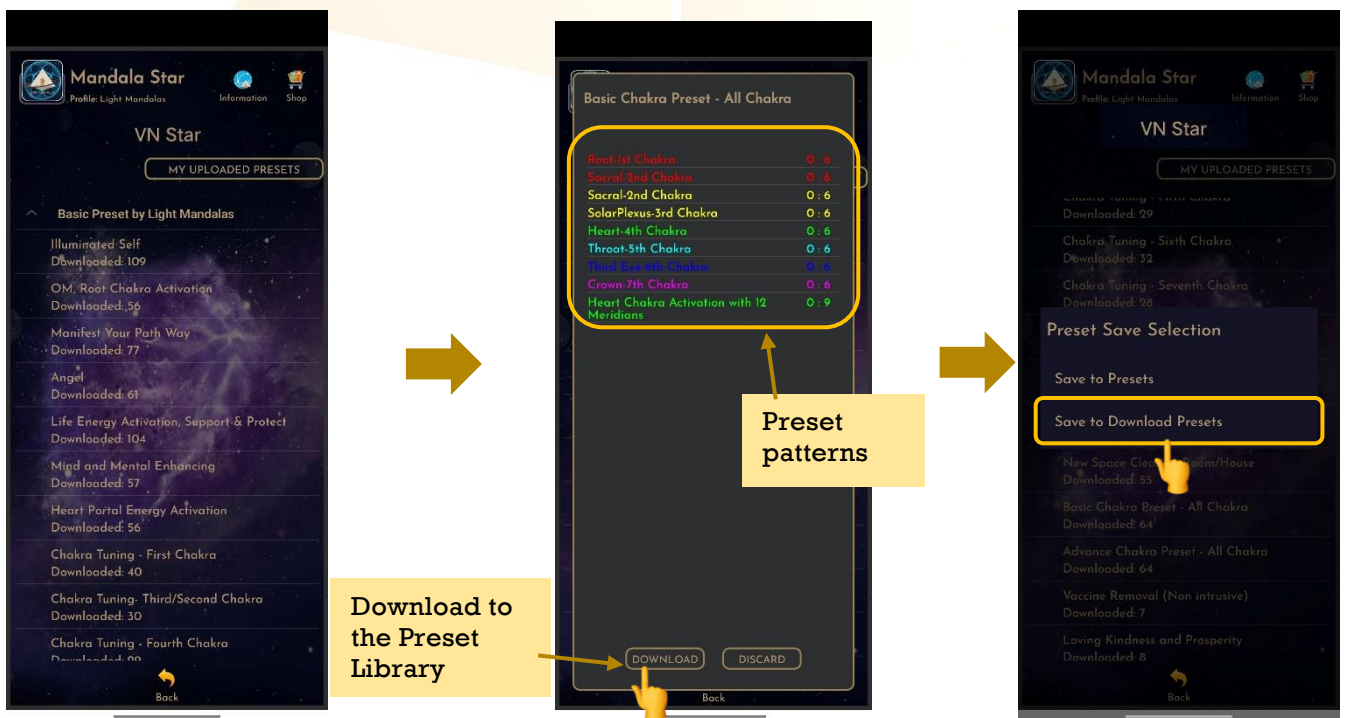 Mandala Star
Profile: Light Mandalas
Information
Shop
VN Star
MY UPLOADED PRESETS
Basic Preset by Light Mandalas
Illuminated Self
Downloaded: 109
OM, Root Chakra Activation
Downloaded: 56
Manifest Your Path Way
Downloaded: 77
Angel
Downloaded: 61
Life Energy Activation, Support & Protect
Downloaded: 104
Mind and Mental Enhancing
Downloaded: 57
Heart Portal Energy Activation
Downloaded: 56
Chakra Tuning - First Chakra
Downloaded: 40
Chakra Tuning- Third/Second Chakra
Downloaded: 30
Chakra Tuning - Fourth Chakra
Back
Download to
the Preset
Library
Basic Chakra Preset - All Chakra
Root-1st Chakra 0 : 6
Sacral-2nd Chakra 0 : 6
Sacral-2nd Chakra 0 : 6
SolarPlexus-3rd Chakra 0 : 6
Heart-4th Chakra 0 : 6
Throat-5th Chakra 0 : 6
Third Eye-6th Chakra 0 : 6
Crown-7th Chakra 0 : 6
Heart Chakra Activation with 12 0 : 9
Meridians
Preset
patterns
DOWNLOAD
DISCARD
Back
Mandala Star
Profile: Light Mandalas
Information
Shop
VN Star
MY UPLOADED PRESETS
Chakra Tuning - Fifth Chakra
Downloaded: 29
Chakra Tuning - Sixth Chakra
Downloaded: 32
Chakra Tuning - Seventh Chakra
Downloaded: 28
Preset Save Selection
Save to Presets
Save to Download Presets
New Space Room/House
Downloaded: 55
Basic Chakra Preset - All Chakra
Downloaded: 64
Advance Chakra Preset - All Chakra
Downloaded: 64
Vaccine Removal (Non intrusive)
Downloaded: 7
Loving Kindness and Prosperity
Downloaded: 8
Back